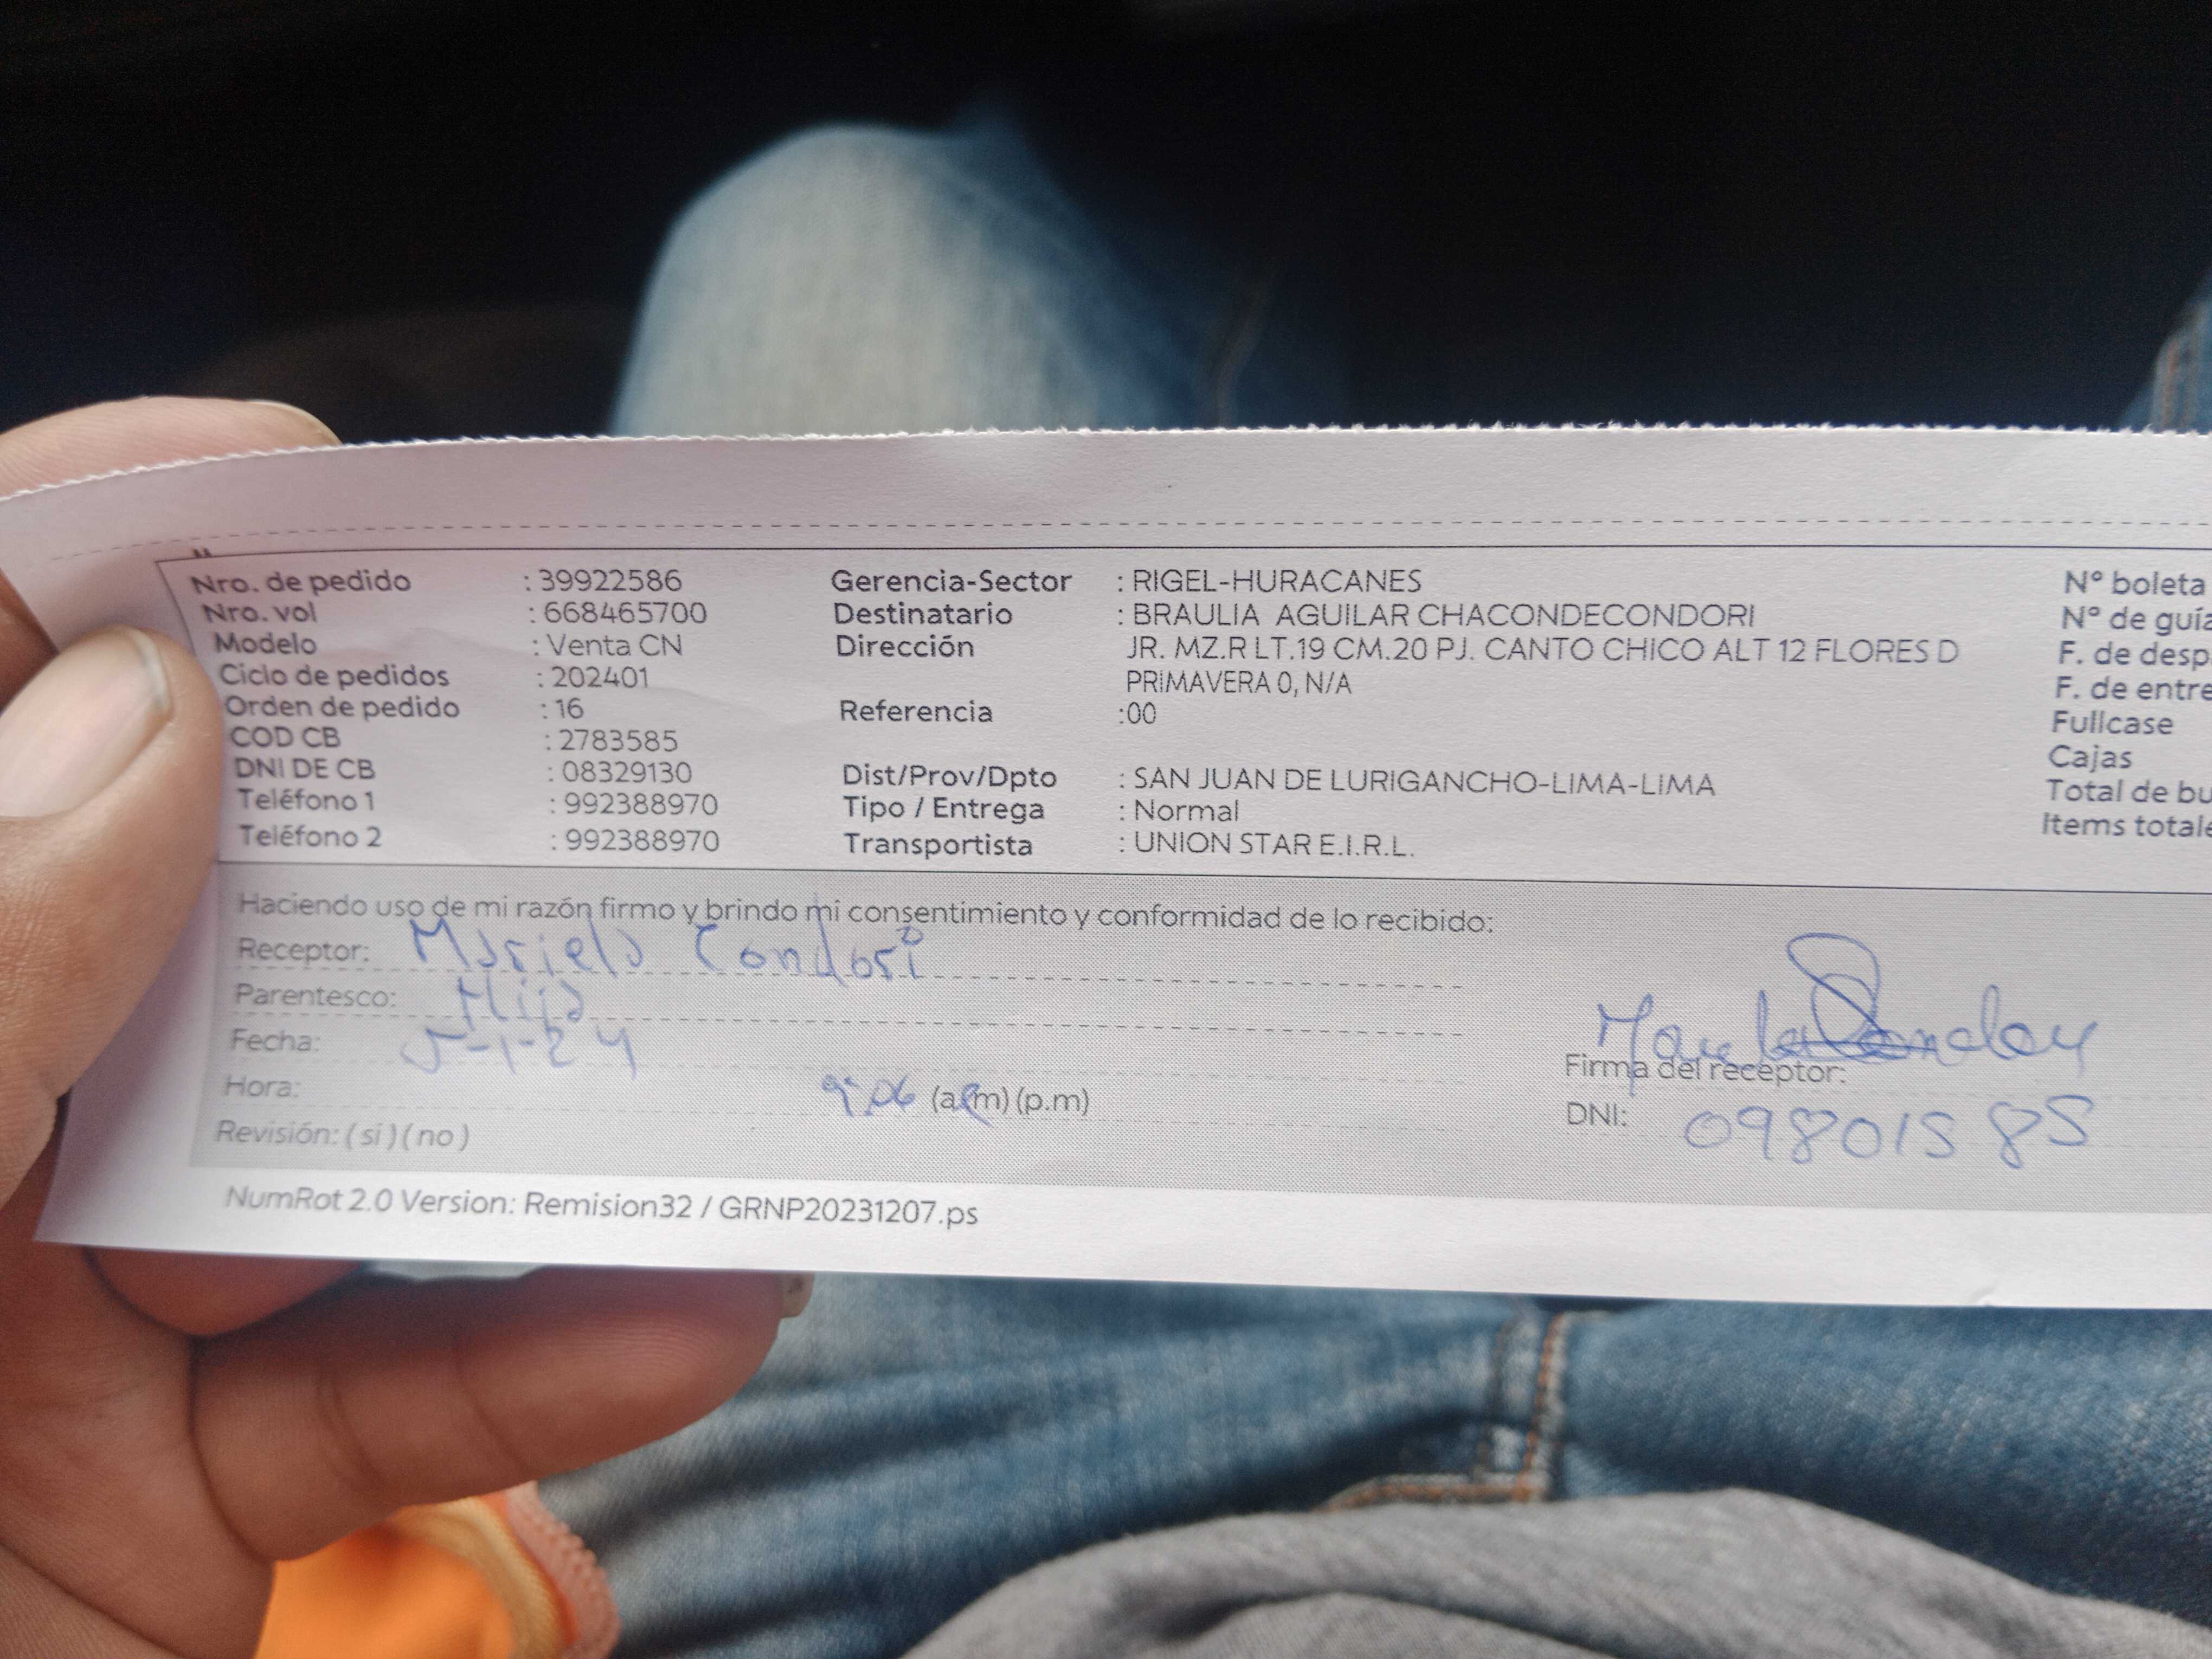 Nro. de pedido : 39922586 Gerencia-Sector : RIGEL-HURACANES Nº boleta
Nro. vol : 668465700 Destinatario : BRAULIA AGUILAR CHACONDECONDORI Nº de guía
Modelo : Venta CN Dirección JR. MZ.R LT.19 CM.20 PJ. CANTO CHICO ALT 12 FLORES D F. de desp
Ciclo de pedidos : 202401 PRIMAVERA 0, N/A F. de entre
Orden de pedido : 16 Referencia :00 Fullcase
COD CB : 2783585 Cajas
DNI DE CB : 08329130 Dist/Prov/Dpto : SAN JUAN DE LURIGANCHO-LIMA-LIMA Total de bu
Teléfono 1 : 992388970 Tipo / Entrega : Normal Items totale
Teléfono 2 : 992388970 Transportista : UNION STAR E.I.R.L.
Haciendo uso de mi razón firmo y brindo mi consentimiento y conformidad de lo recibido:
Receptor: Mariela Condori
Parentesco: Hija
Fecha: 5-1-24
Firma del receptor:
Hora: 9:06 (a.m) (p.m)
DNI: 09801585
Revisión: ( si ) ( no )
NumRot 2.0 Version: Remision32 / GRNP20231207.ps